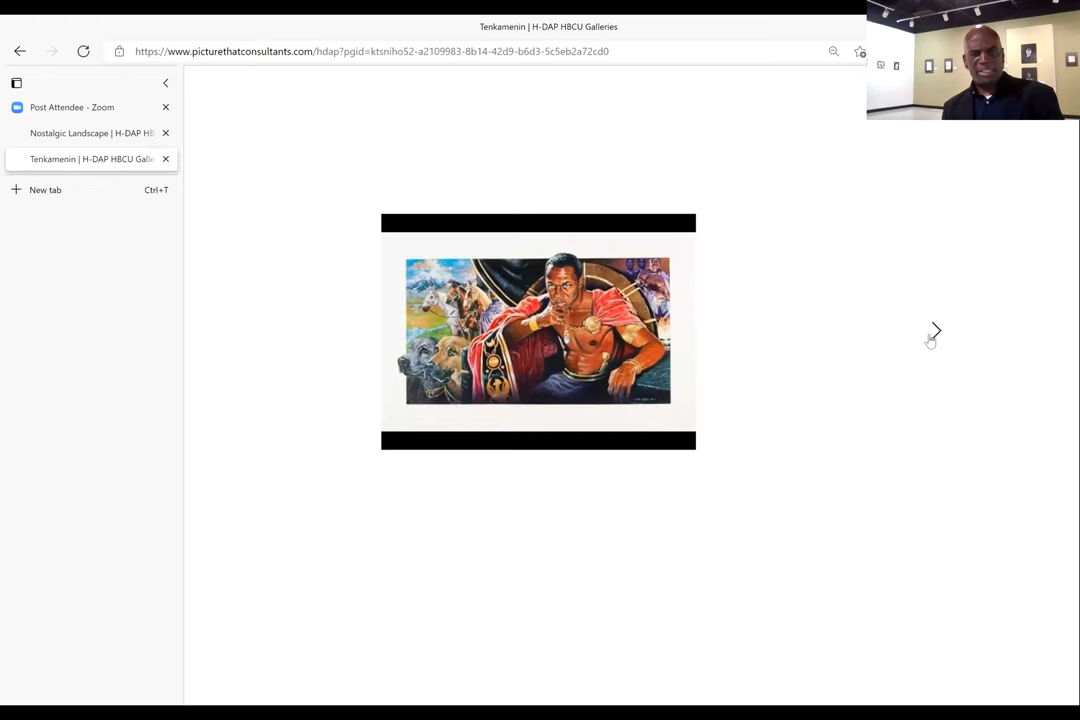 Tenkamenin | H-DAP HBCU Galleries
https://www.picturethatconsultants.com/hdap?pgid=ktsniho52-a2109983-8b14-42d9-b6d3-5c5eb2a72cd0
Post Attendee - Zoom
Nostalgic Landscape | H-DAP HB
Tenkamenin | H-DAP HBCU Galle
New tab
Ctrl+T